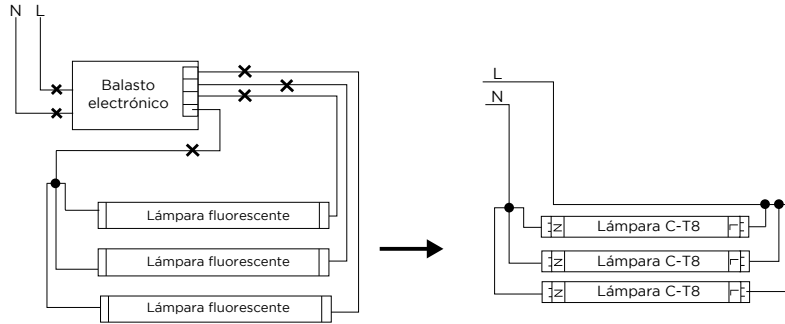 N L
Balasto
electrónico
Lámpara fluorescente
Lámpara fluorescente
Lámpara fluorescente
L
N
N Lámpara C-T8 L
N Lámpara C-T8 L
N Lámpara C-T8 L